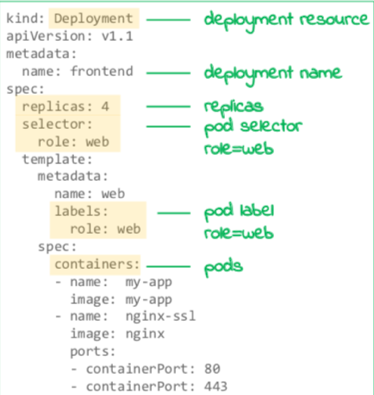 kind: Deployment deployment resource
apiVersion: v1.1
metadata:
name: frontend deployment name
spec:
replicas: 4 replicas
selector: pod selector
role: web role=web
template:
metadata:
name: web
labels: pod label
role: web role=web
spec:
containers: pods
- name: my-app
image: my-app
- name: nginx-ssl
image: nginx
ports:
- containerPort: 80
- containerPort: 443